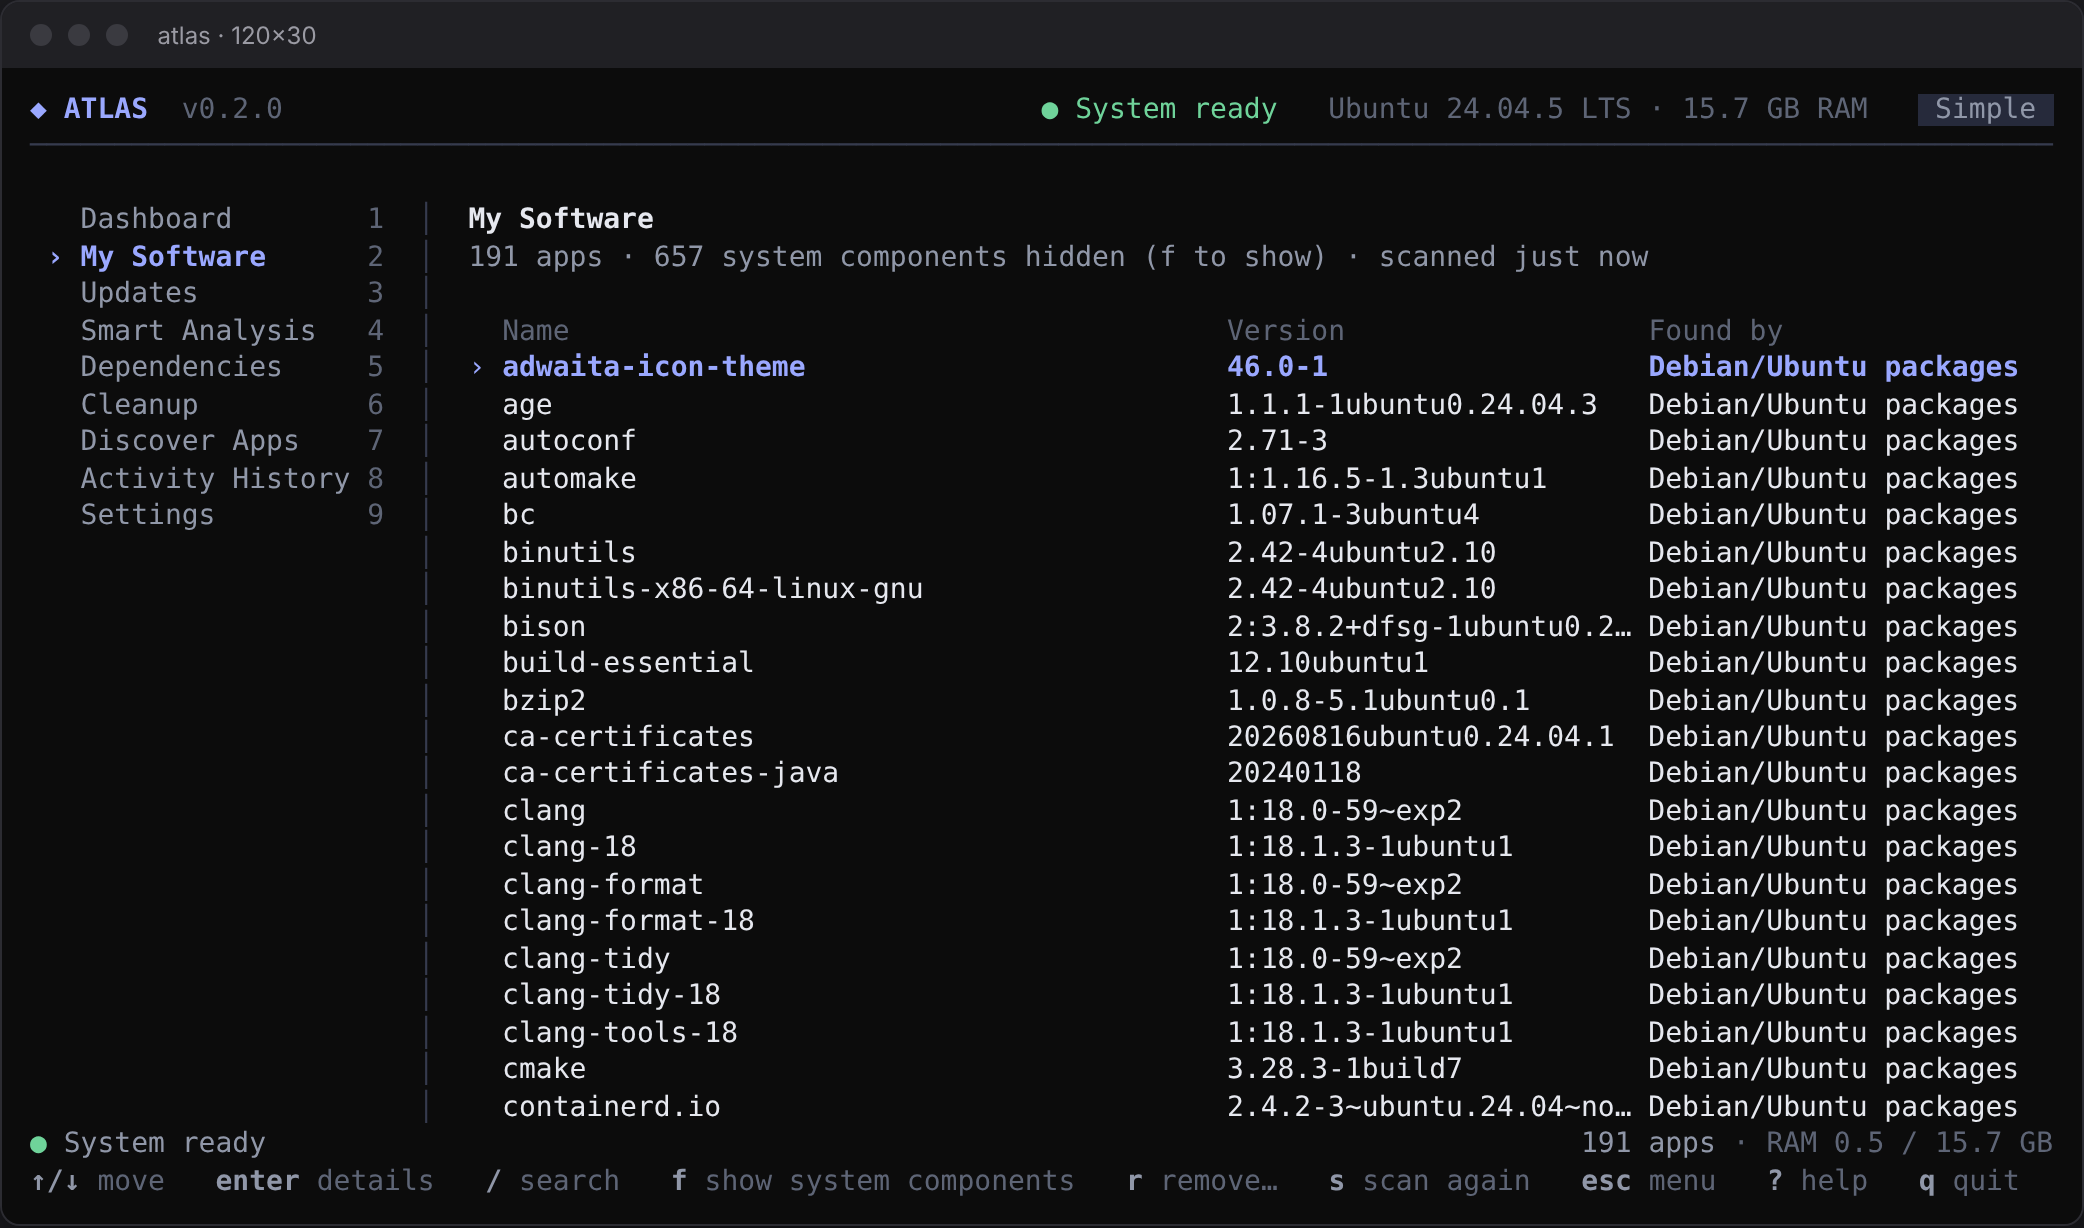 atlas · 120×30
◆ ATLAS v0.2.0 ● System ready Ubuntu 24.04.5 LTS · 15.7 GB RAM Simple
Dashboard 1
› My Software 2
Updates 3
Smart Analysis 4
Dependencies 5
Cleanup 6
Discover Apps 7
Activity History 8
Settings 9
My Software
191 apps · 657 system components hidden (f to show) · scanned just now
Name Version Found by
› adwaita-icon-theme 46.0-1 Debian/Ubuntu packages
age 1.1.1-1ubuntu0.24.04.3 Debian/Ubuntu packages
autoconf 2.71-3 Debian/Ubuntu packages
automake 1:1.16.5-1.3ubuntu1 Debian/Ubuntu packages
bc 1.07.1-3ubuntu4 Debian/Ubuntu packages
binutils 2.42-4ubuntu2.10 Debian/Ubuntu packages
binutils-x86-64-linux-gnu 2.42-4ubuntu2.10 Debian/Ubuntu packages
bison 2:3.8.2+dfsg-1ubuntu0.2… Debian/Ubuntu packages
build-essential 12.10ubuntu1 Debian/Ubuntu packages
bzip2 1.0.8-5.1ubuntu0.1 Debian/Ubuntu packages
ca-certificates 20260816ubuntu0.24.04.1 Debian/Ubuntu packages
ca-certificates-java 20240118 Debian/Ubuntu packages
clang 1:18.0-59~exp2 Debian/Ubuntu packages
clang-18 1:18.1.3-1ubuntu1 Debian/Ubuntu packages
clang-format 1:18.0-59~exp2 Debian/Ubuntu packages
clang-format-18 1:18.1.3-1ubuntu1 Debian/Ubuntu packages
clang-tidy 1:18.0-59~exp2 Debian/Ubuntu packages
clang-tidy-18 1:18.1.3-1ubuntu1 Debian/Ubuntu packages
clang-tools-18 1:18.1.3-1ubuntu1 Debian/Ubuntu packages
cmake 3.28.3-1build7 Debian/Ubuntu packages
containerd.io 2.4.2-3~ubuntu.24.04~no… Debian/Ubuntu packages
● System ready 191 apps · RAM 0.5 / 15.7 GB
↑/↓ move enter details / search f show system components r remove… s scan again esc menu ? help q quit